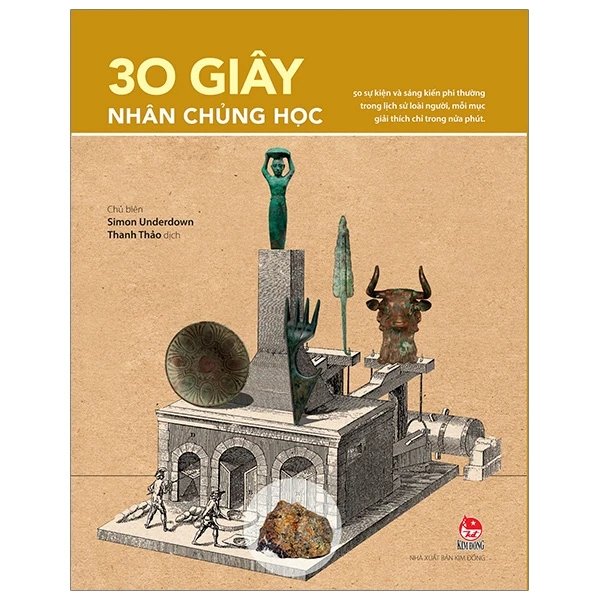 30 GIÂY
NHÂN CHỦNG HỌC
50 sự kiện và sáng kiến phi thường
trong lịch sử loài người, mỗi mục
giải thích chỉ trong nửa phút.
Chủ biên
Simon Underdown
Thanh Thảo dịch
KIM ĐỒNG
NHÀ XUẤT BẢN KIM ĐỒNG